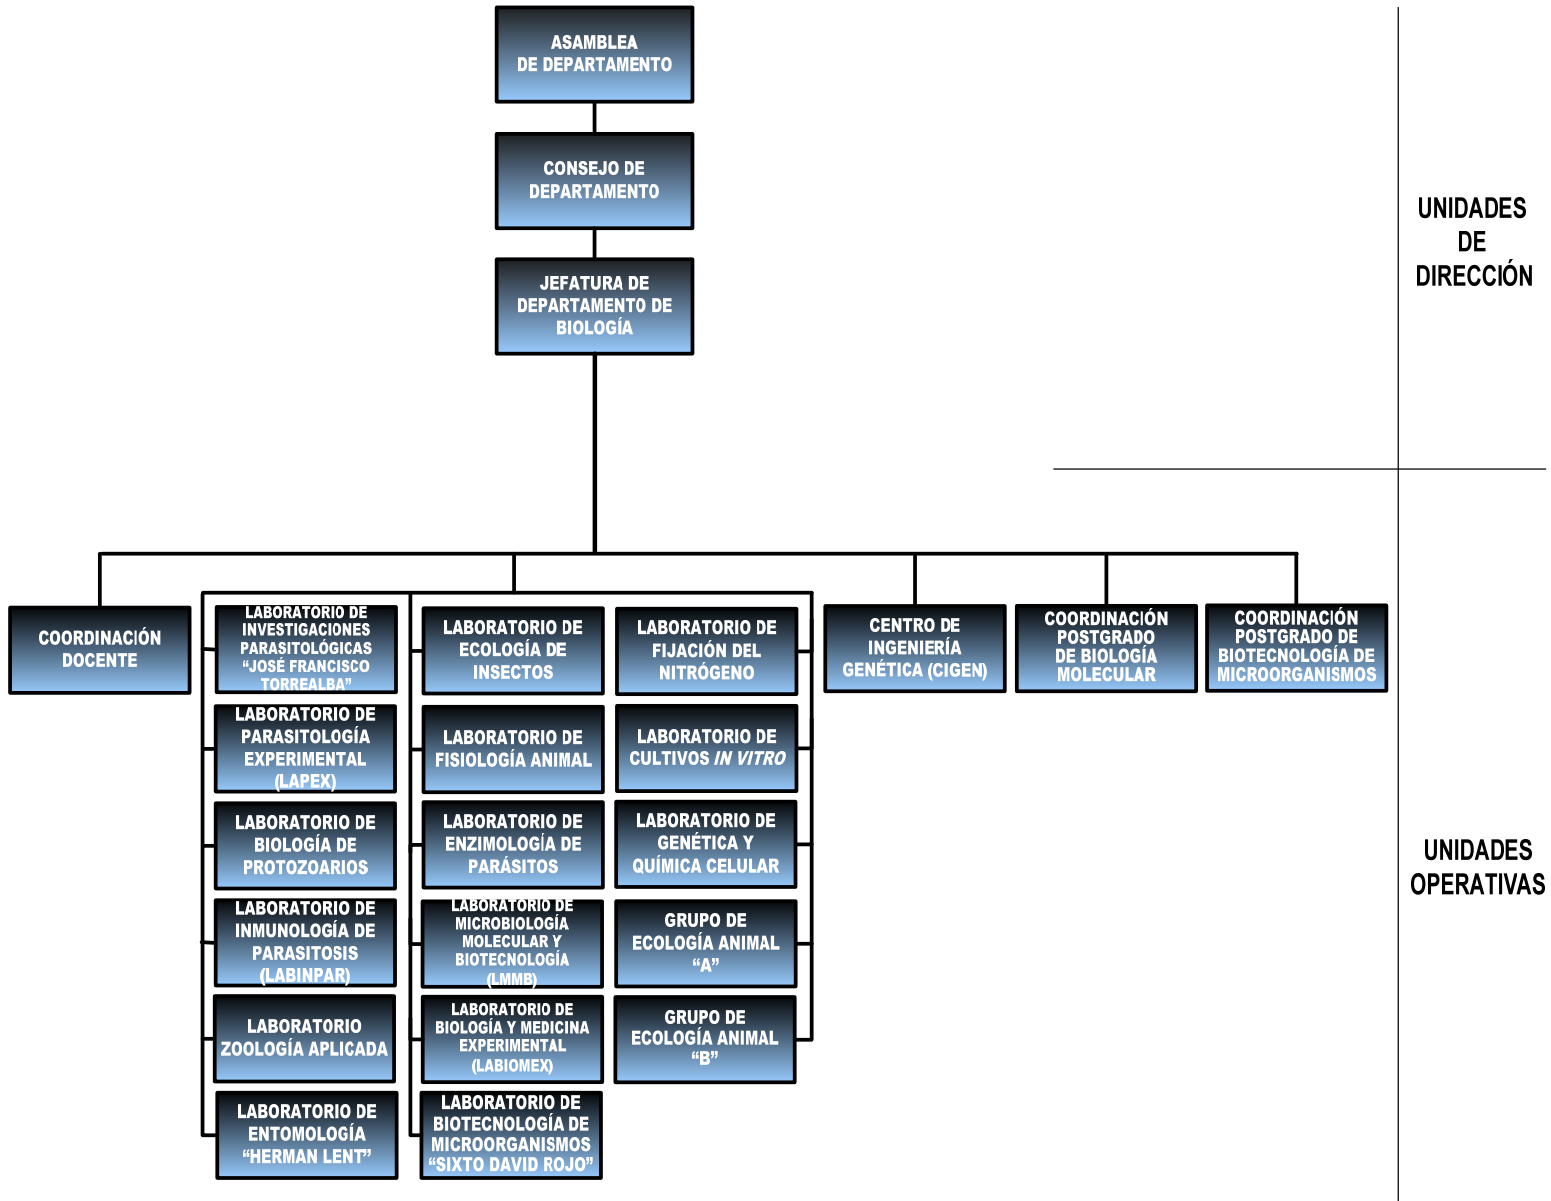 ASAMBLEA
DE DEPARTAMENTO
CONSEJO DE
DEPARTAMENTO
JEFATURA DE
DEPARTAMENTO DE
BIOLOGÍA
UNIDADES
DE
DIRECCIÓN
COORDINACIÓN
DOCENTE
LABORATORIO DE
INVESTIGACIONES
PARASITOLÓGICAS
“JOSÉ FRANCISCO
TORREALBA”
LABORATORIO DE
PARASITOLOGÍA
EXPERIMENTAL
(LAPEX)
LABORATORIO DE
BIOLOGÍA DE
PROTOZOARIOS
LABORATORIO DE
INMUNOLOGÍA DE
PARASITOSIS
(LABINPAR)
LABORATORIO
ZOOLOGÍA APLICADA
LABORATORIO DE
ENTOMOLOGÍA
“HERMAN LENT”
LABORATORIO DE
ECOLOGÍA DE
INSECTOS
LABORATORIO DE
FISIOLOGÍA ANIMAL
LABORATORIO DE
ENZIMOLOGÍA DE
PARÁSITOS
LABORATORIO DE
MICROBIOLOGÍA
MOLECULAR Y
BIOTECNOLOGÍA
(LMMB)
LABORATORIO DE
BIOLOGÍA Y MEDICINA
EXPERIMENTAL
(LABIOMEX)
LABORATORIO DE
BIOTECNOLOGÍA DE
MICROORGANISMOS
“SIXTO DAVID ROJO”
LABORATORIO DE
FIJACIÓN DEL
NITRÓGENO
LABORATORIO DE
CULTIVOS IN VITRO
LABORATORIO DE
GENÉTICA Y
QUÍMICA CELULAR
GRUPO DE
ECOLOGÍA ANIMAL
“A”
GRUPO DE
ECOLOGÍA ANIMAL
“B”
CENTRO DE
INGENIERÍA
GENÉTICA (CIGEN)
COORDINACIÓN
POSTGRADO
DE BIOLOGÍA
MOLECULAR
COORDINACIÓN
POSTGRADO DE
BIOTECNOLOGÍA DE
MICROORGANISMOS
UNIDADES
OPERATIVAS